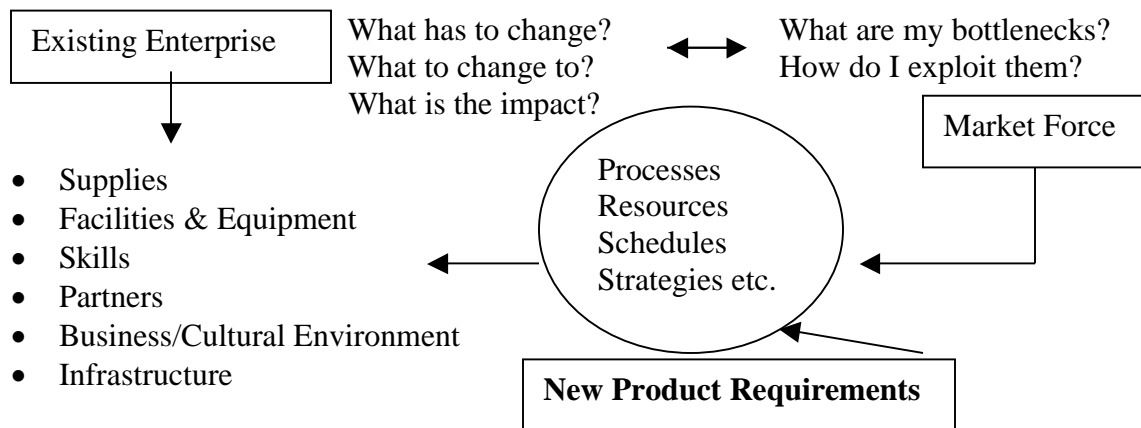 Existing Enterprise
What has to change?
What to change to?
What is the impact?
What are my bottlenecks?
How do I exploit them?
Market Force
• Supplies
• Facilities & Equipment
• Skills
• Partners
• Business/Cultural Environment
• Infrastructure
Processes
Resources
Schedules
Strategies etc.
New Product Requirements